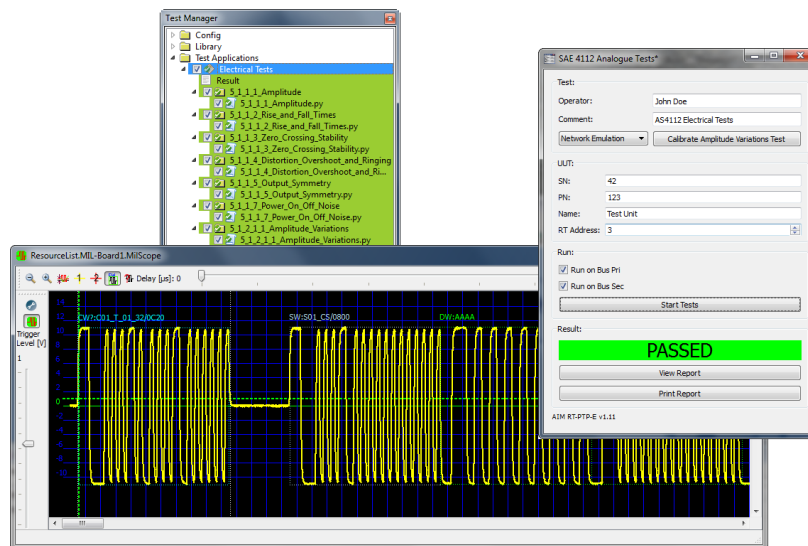 Test Manager
Config
Library
Test Applications
Electrical Tests
Result
5_1_1_1_Amplitude
5_1_1_1_Amplitude.py
5_1_1_2_Rise_and_Fall_Times
5_1_1_2_Rise_and_Fall_Times.py
5_1_1_3_Zero_Crossing_Stability
5_1_1_3_Zero_Crossing_Stability.py
5_1_1_4_Distortion_Overshoot_and_Ringing
5_1_1_4_Distortion_Overshoot_and_Ri...
5_1_1_5_Output_Symmetry
5_1_1_5_Output_Symmetry.py
5_1_1_7_Power_On_Off_Noise
5_1_1_7_Power_On_Off_Noise.py
5_1_2_1_1_Amplitude_Variations
5_1_2_1_1_Amplitude_Variations.py
SAE 4112 Analogue Tests*
Test:
Operator: John Doe
Comment: AS4112 Electrical Tests
Network Emulation Calibrate Amplitude Variations Test
UUT:
SN: 42
PN: 123
Name: Test Unit
RT Address: 3
Run:
Run on Bus Pri
Run on Bus Sec
Start Tests
Result:
PASSED
View Report
Print Report
AIM RT-PTP-E v1.11
ResourceList.MIL-Board1.MilScope
Delay [µs]: 0
Trigger
Level [V]
1
14
12
10
8
6
4
2
0
-2
-4
-6
-8
-10
CW?:C01_T_01_32/0C20 SW:S01_CS/0800 DW:AAAA